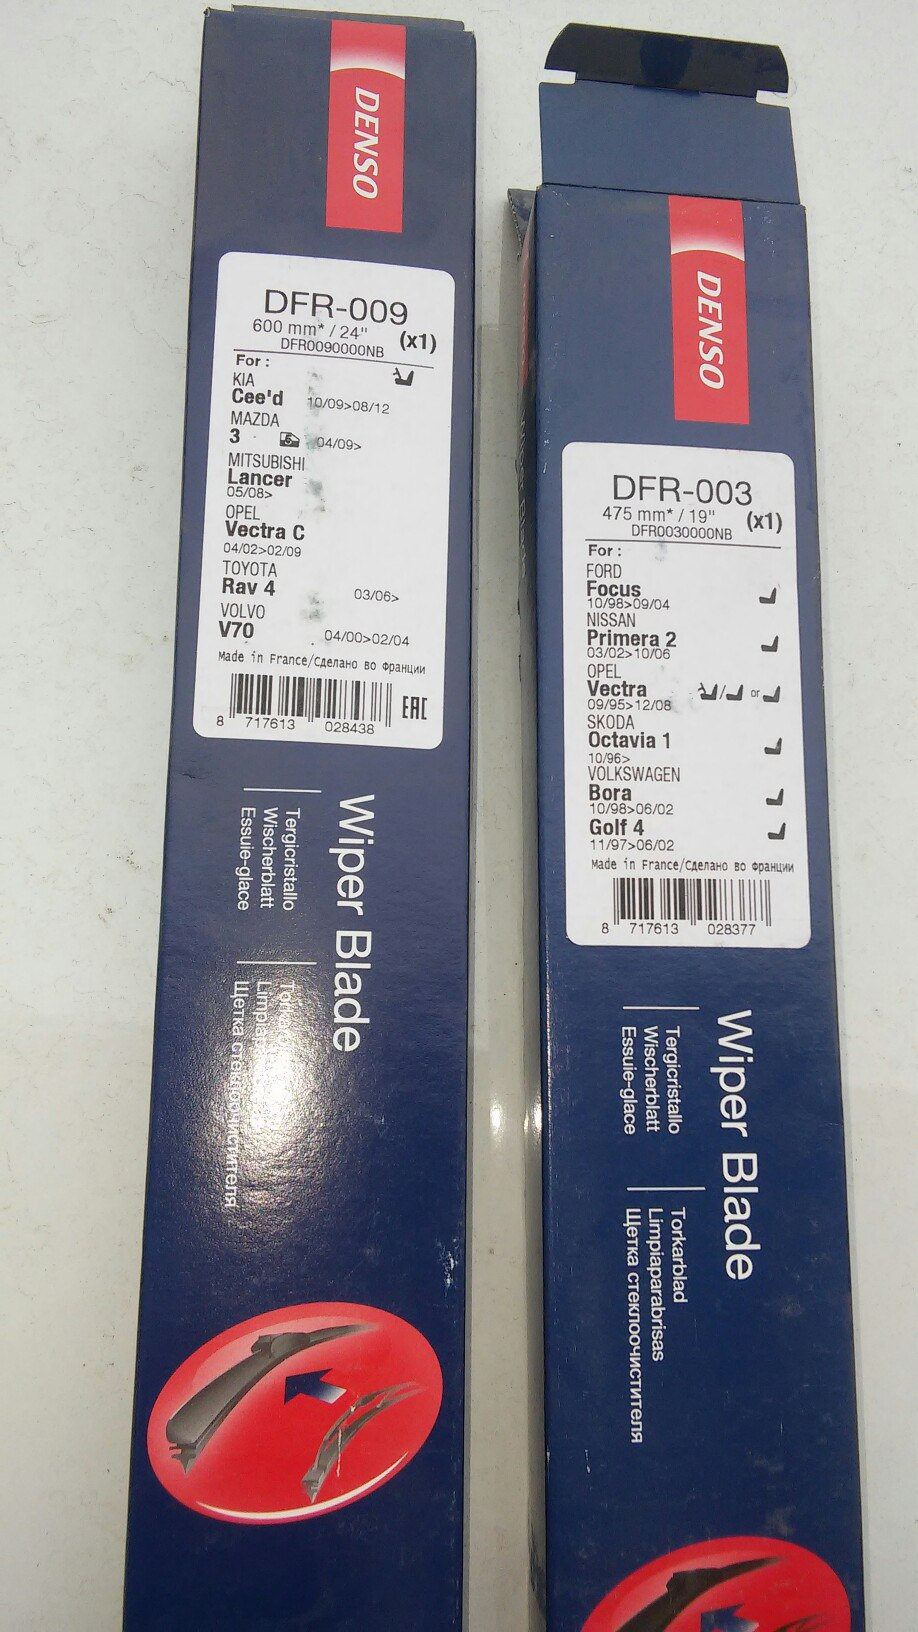 DENSO
DFR-009
600 mm* / 24"
(x1)
DFR0090000NB
For :
KIA
Cee'd 10/09>08/12
MAZDA
3 04/09>
MITSUBISHI
Lancer
05/08>
OPEL
Vectra C
04/02>02/09
TOYOTA
Rav 4 03/06>
VOLVO
V70 04/00>02/04
Made in France/Сделано во Франции
8 717613 028438
EAC
Wiper Blade
Tergicristallo
Wischerblatt
Essuie-glace
Щетка стеклоочистителя
DENSO
DFR-003
475 mm* / 19"
(x1)
DFR0030000NB
For :
FORD
Focus
10/98>09/04
NISSAN
Primera 2
03/02>10/06
OPEL
Vectra / or
09/95>12/08
SKODA
Octavia 1
10/96>
VOLKSWAGEN
Bora
10/98>06/02
Golf 4
11/97>06/02
Made in France/Сделано во Франции
8 717613 028377
Wiper Blade
Tergicristallo
Wischerblatt
Essuie-glace
Torkarblad
Limpiaparabrisas
Щетка стеклоочистителя